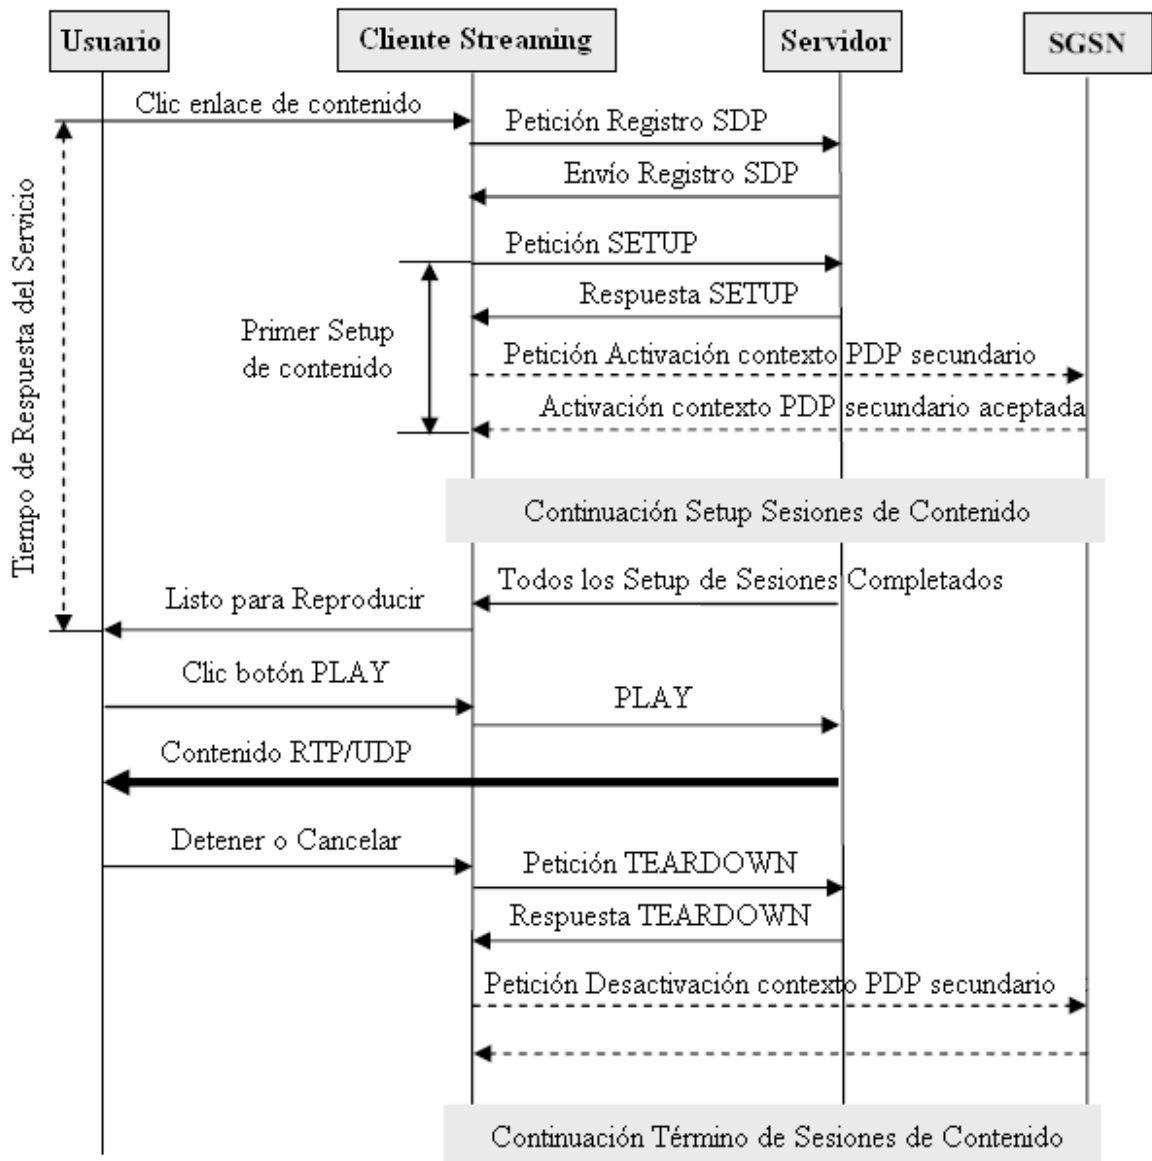 Usuario
Cliente Streaming
Servidor
SGSN
Clic enlace de contenido
Petición Registro SDP
Envío Registro SDP
Petición SETUP
Respuesta SETUP
Primer Setup
de contenido
Petición Activación contexto PDP secundario
Activación contexto PDP secundario aceptada
Tiempo de Respuesta del Servicio
Continuación Setup Sesiones de Contenido
Todos los Setup de Sesiones Completados
Listo para Reproducir
Clic botón PLAY
PLAY
Contenido RTP/UDP
Detener o Cancelar
Petición TEARDOWN
Respuesta TEARDOWN
Petición Desactivación contexto PDP secundario
Continuación Término de Sesiones de Contenido